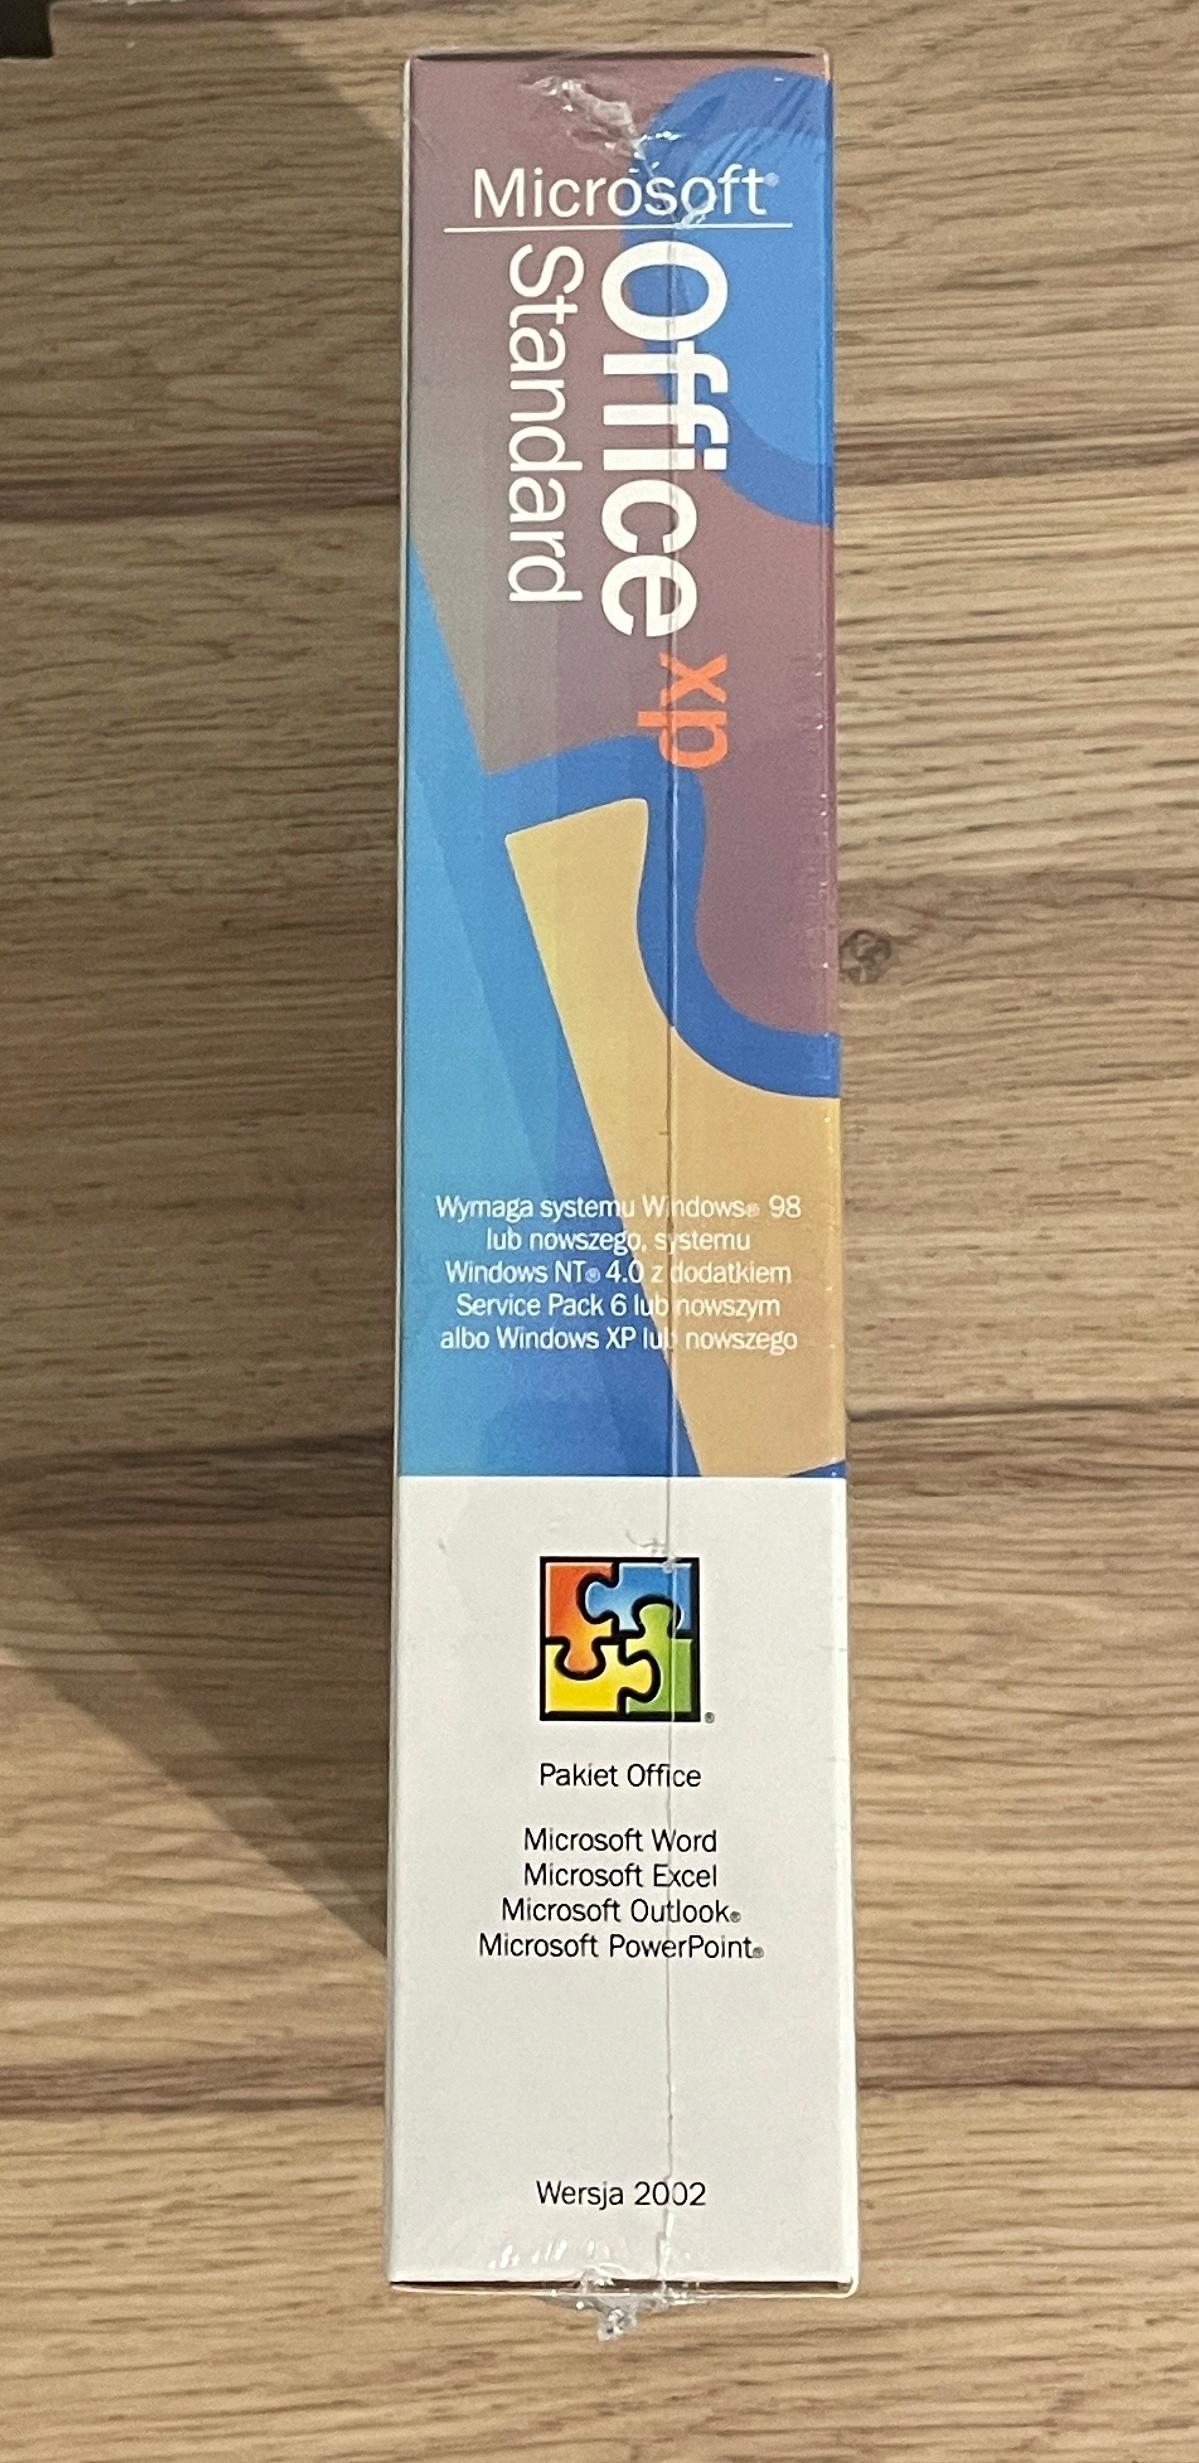 Microsoft®
Office xp
Standard
Wymaga systemu Windows® 98
lub nowszego, systemu
Windows NT® 4.0 z dodatkiem
Service Pack 6 lub nowszym
albo Windows XP lub nowszego
®
Pakiet Office
Microsoft Word
Microsoft Excel
Microsoft Outlook®
Microsoft PowerPoint®
Wersja 2002